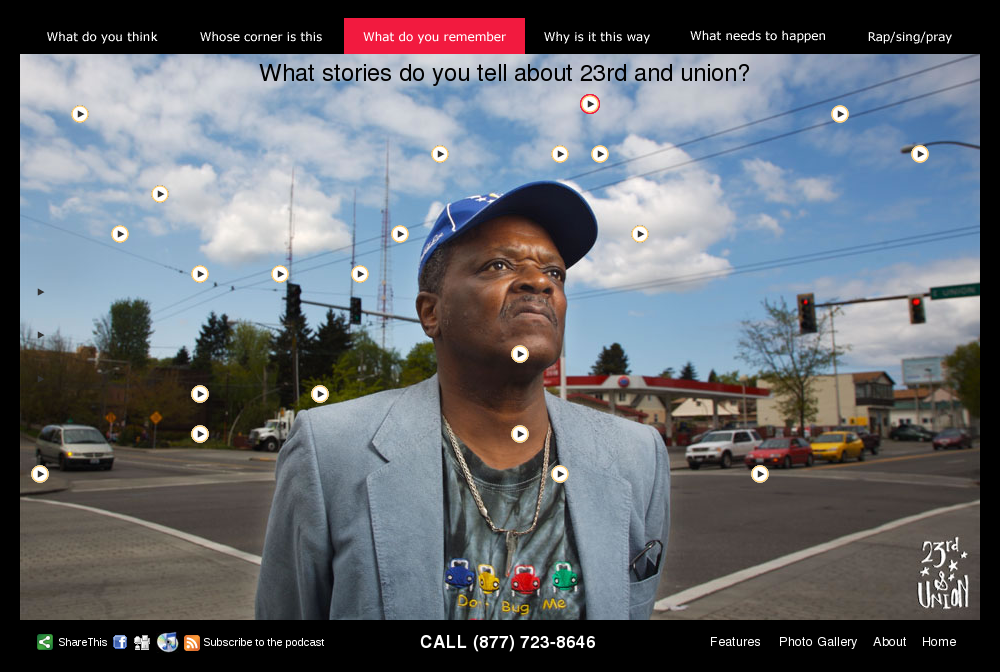 What do you think
Whose corner is this
What do you remember
Why is it this way
What needs to happen
Rap/sing/pray
What stories do you tell about 23rd and union?
E UNION
Don't Bug Me
23rd
&
UNION
ShareThis
Subscribe to the podcast
CALL (877) 723-8646
Features
Photo Gallery
About
Home